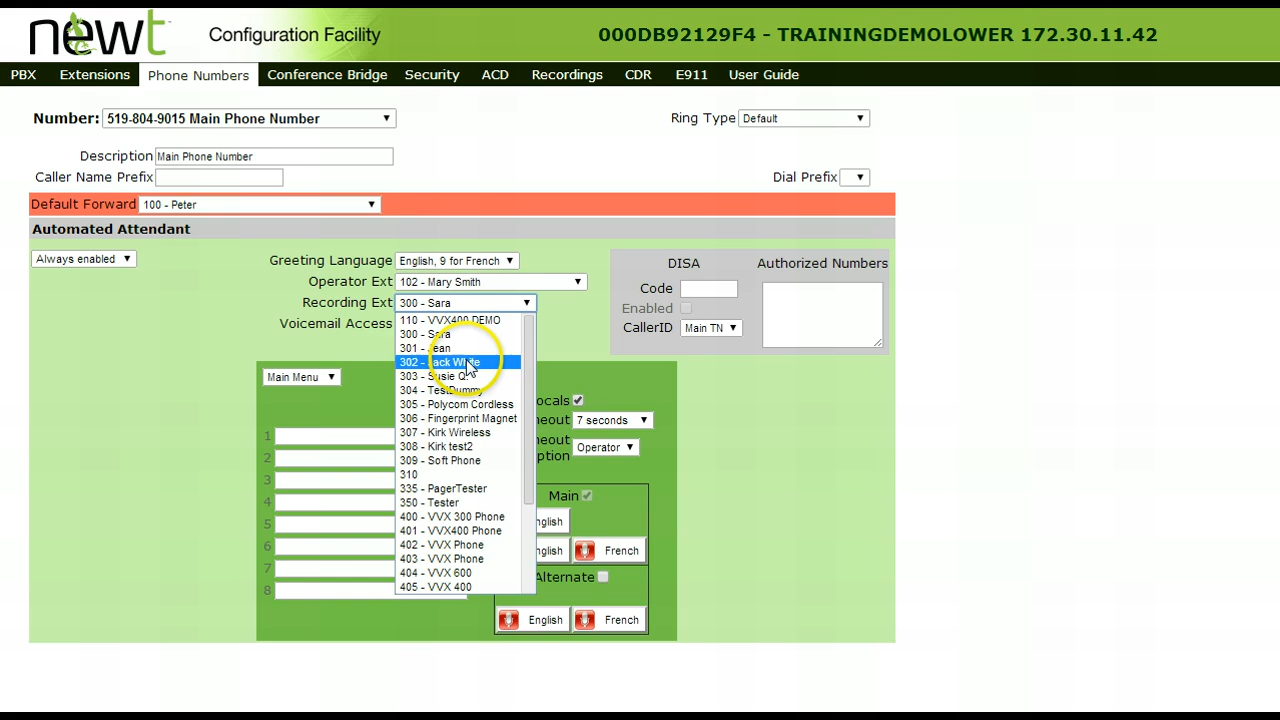 newt Configuration Facility 000DB92129F4 - TRAININGDEMOLOWER 172.30.11.42
PBX Extensions Phone Numbers Conference Bridge Security ACD Recordings CDR E911 User Guide
Number: 519-804-9015 Main Phone Number Ring Type Default
Description Main Phone Number
Caller Name Prefix Dial Prefix
Default Forward 100 - Peter
Automated Attendant
Always enabled Greeting Language English, 9 for French DISA Authorized Numbers
Operator Ext 102 - Mary Smith Code
Recording Ext 300 - Sara Enabled
Voicemail Access CallerID Main TN
110 - VVX400 DEMO
300 - Sara
301 - Jean
302 - Jack White
303 - Susie Q.
304 - TestDummy
305 - Polycom Cordless
306 - Fingerprint Magnet
307 - Kirk Wireless
308 - Kirk test2
309 - Soft Phone
310
335 - PagerTester
350 - Tester
400 - VVX 300 Phone
401 - VVX400 Phone
402 - VVX Phone
403 - VVX Phone
404 - VVX 600
405 - VVX 400
Main Menu
1
2
3
4
5
6
7
8
7 seconds
Operator
Main
French
Alternate
English French